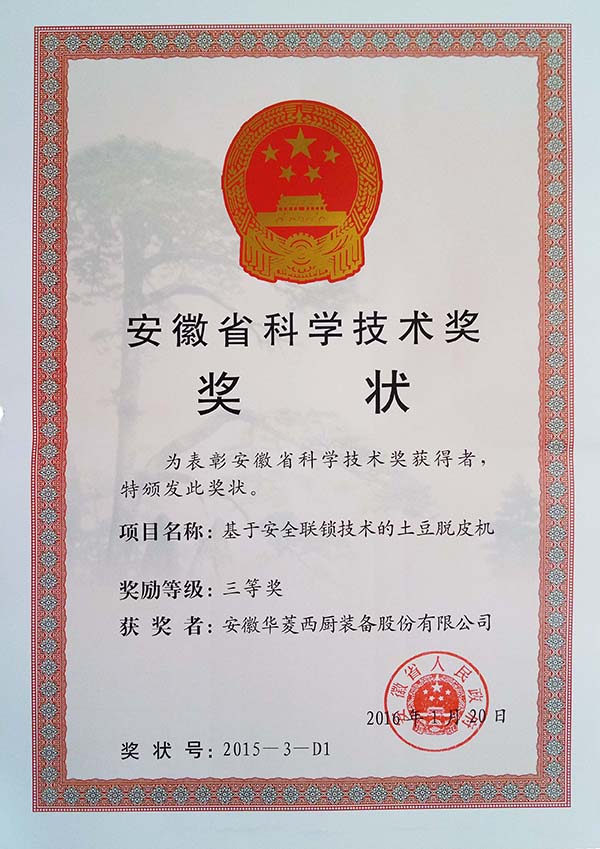 安徽省科学技术奖
奖 状
为表彰安徽省科学技术奖获得者，
特颁发此奖状。
项目名称：基于安全联锁技术的土豆脱皮机
奖励等级：三等奖
获 奖 者：安徽华菱西厨装备股份有限公司
安徽省人民政府
2016年1月20日
奖 状 号：2015－3－D1